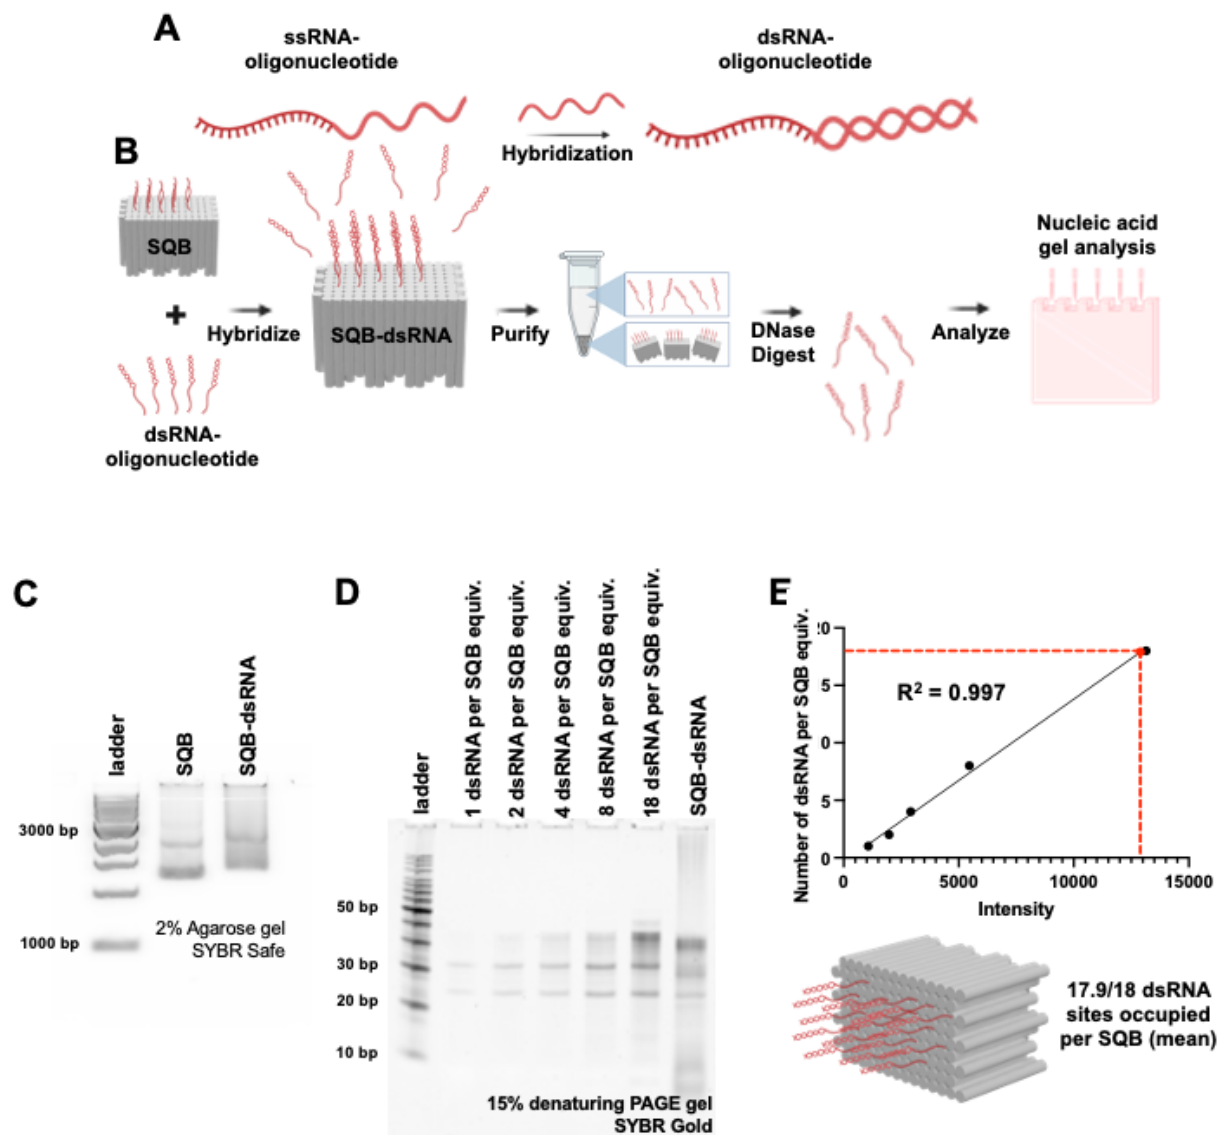 A
ssRNA-
oligonucleotide
dsRNA-
oligonucleotide
Hybridization
B
SQB
+
dsRNA-
oligonucleotide
Hybridize
SQB-dsRNA
Purify
DNase
Digest
Analyze
Nucleic acid
gel analysis
C
ladder
SQB
SQB-dsRNA
3000 bp
1000 bp
2% Agarose gel
SYBR Safe
D
ladder
1 dsRNA per SQB equiv.
2 dsRNA per SQB equiv.
4 dsRNA per SQB equiv.
8 dsRNA per SQB equiv.
18 dsRNA per SQB equiv.
SQB-dsRNA
50 bp
30 bp
20 bp
10 bp
15% denaturing PAGE gel
SYBR Gold
E
Number of dsRNA per SQB equiv.
20
5
0
5
0
R² = 0.997
0
5000
10000
15000
Intensity
17.9/18 dsRNA
sites occupied
per SQB (mean)